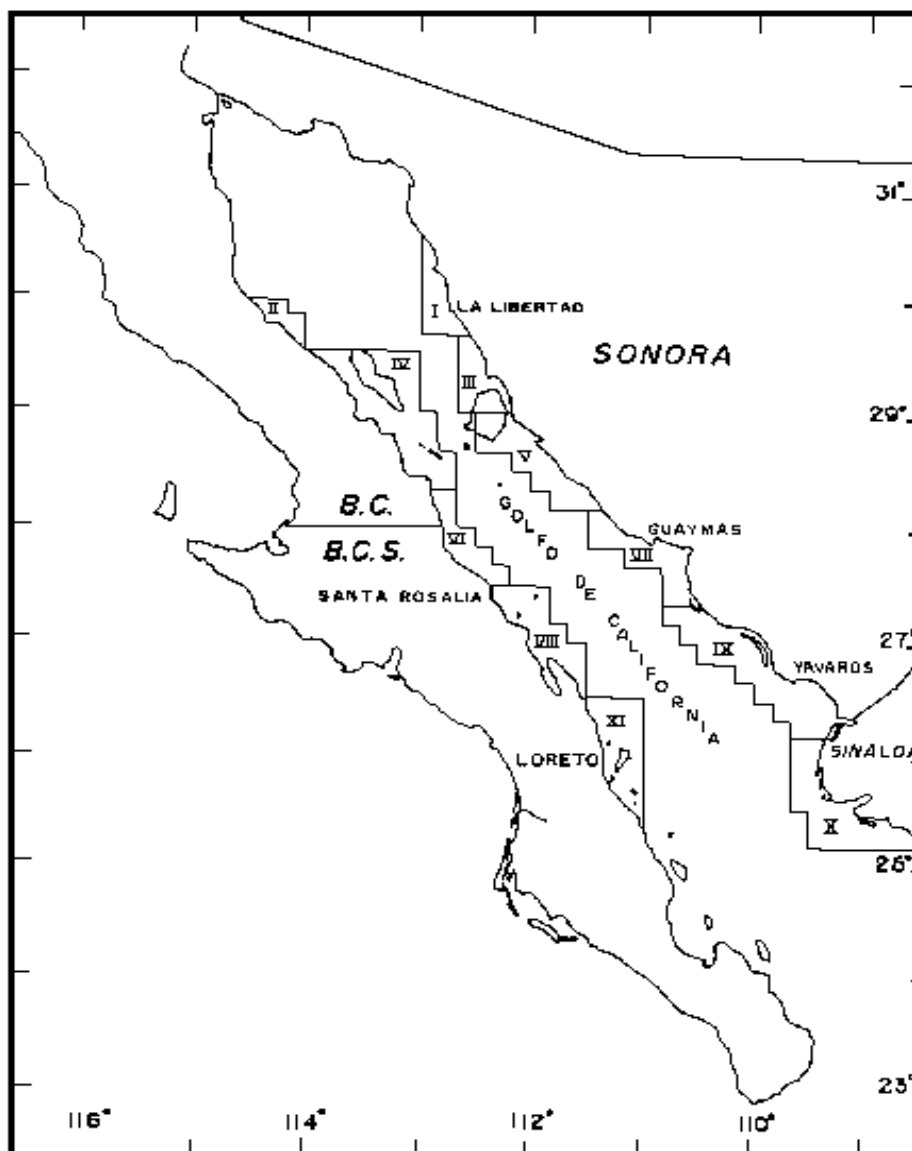 31°
II
I
LA LIBERTAD
SONORA
IV
III
29°
V
B.C.
GOLFO DE CALIFORNIA
GUAYMAS
VI
VII
B.C.S.
SANTA ROSALIA
VIII
27°
IX
YAVAROS
XI
LORETO
SINALOA
X
25°
23°
116°
114°
112°
110°